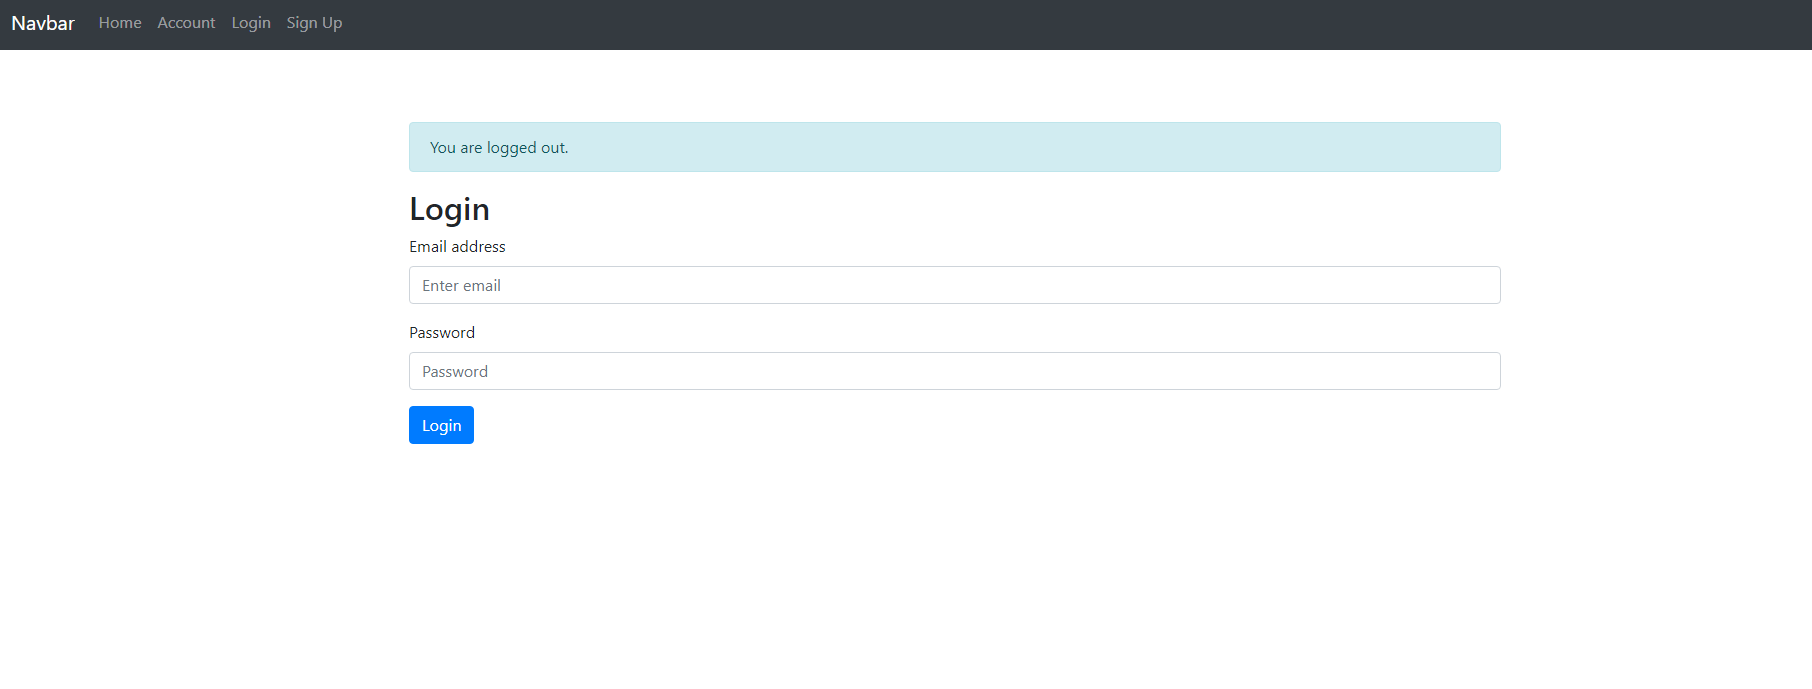 Navbar Home Account Login Sign Up
You are logged out.
Login
Email address
Enter email
Password
Password
Login